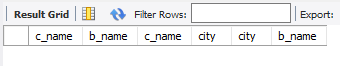 Result Grid Filter Rows: Export:
c_name b_name c_name city city b_name